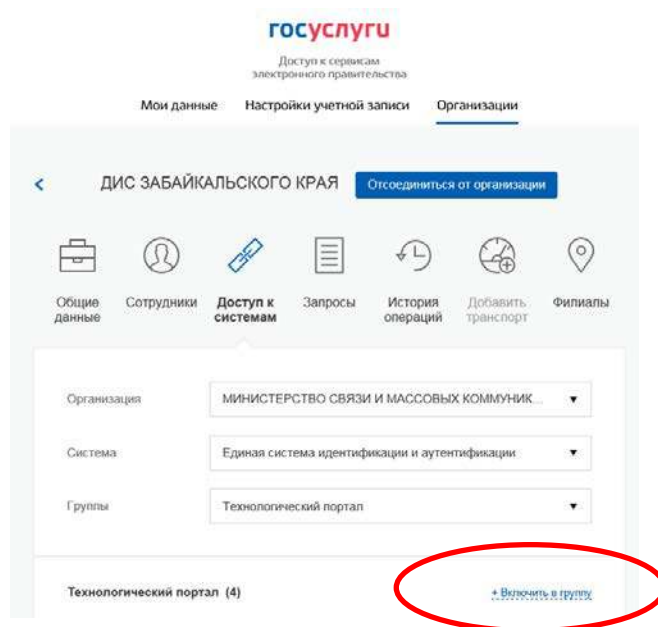 госуслуги
Доступ к сервисам
электронного правительства
Мои данные Настройки учетной записи Организации
ДИС ЗАБАЙКАЛЬСКОГО КРАЯ Отсоединиться от организации
Общие данные Сотрудники Доступ к системам Запросы История операций Добавить транспорт Филиалы
Организация МИНИСТЕРСТВО СВЯЗИ И МАССОВЫХ КОММУНИК...
Система Единая система идентификации и аутентификации
Группы Технологический портал
Технологический портал (4) + Включить в группу